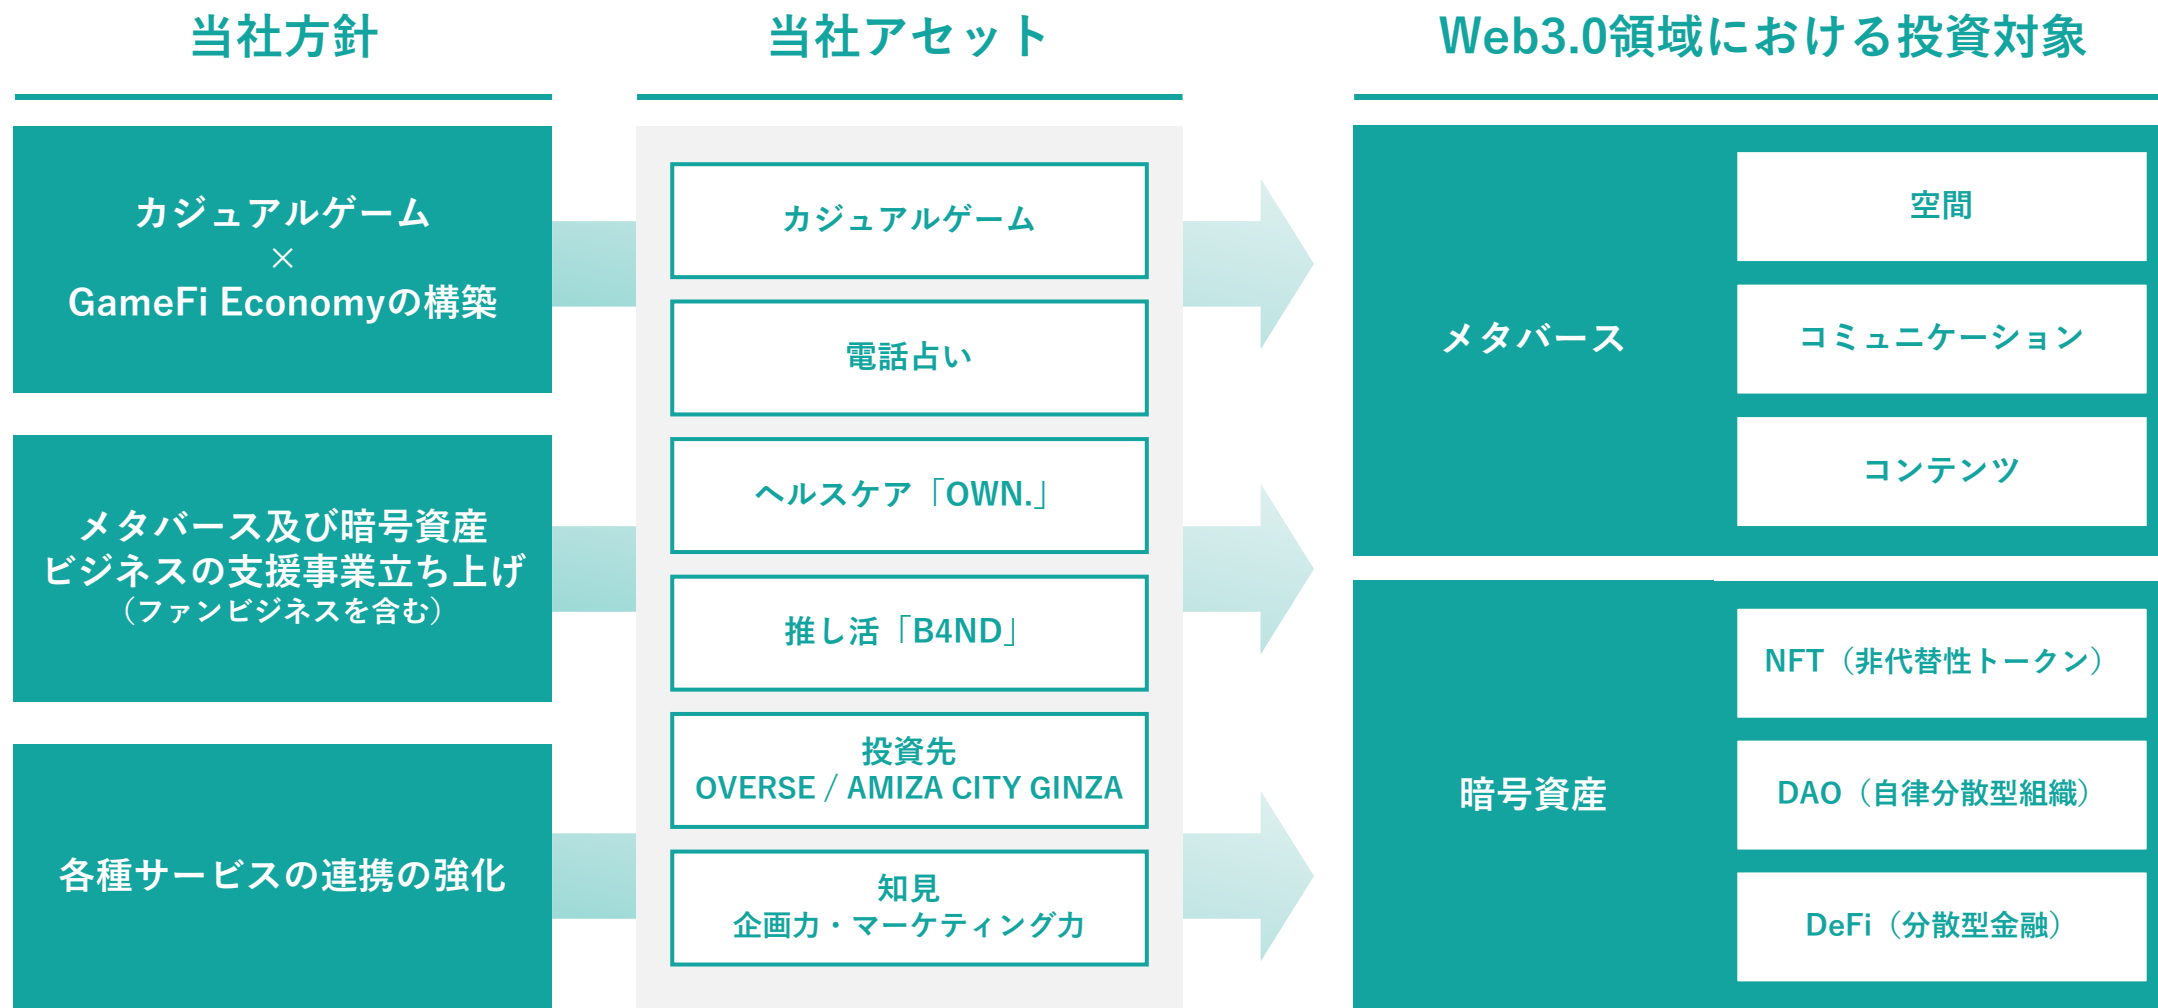 当社方針
カジュアルゲーム
×
GameFi Economyの構築
メタバース及び暗号資産
ビジネスの支援事業立ち上げ
（ファンビジネスを含む）
各種サービスの連携の強化
当社アセット
カジュアルゲーム
電話占い
ヘルスケア「OWN.」
推し活「B4ND」
投資先
OVERSE / AMIZA CITY GINZA
知見
企画力・マーケティング力
Web3.0領域における投資対象
メタバース
空間
コミュニケーション
コンテンツ
暗号資産
NFT（非代替性トークン）
DAO（自律分散型組織）
DeFi（分散型金融）